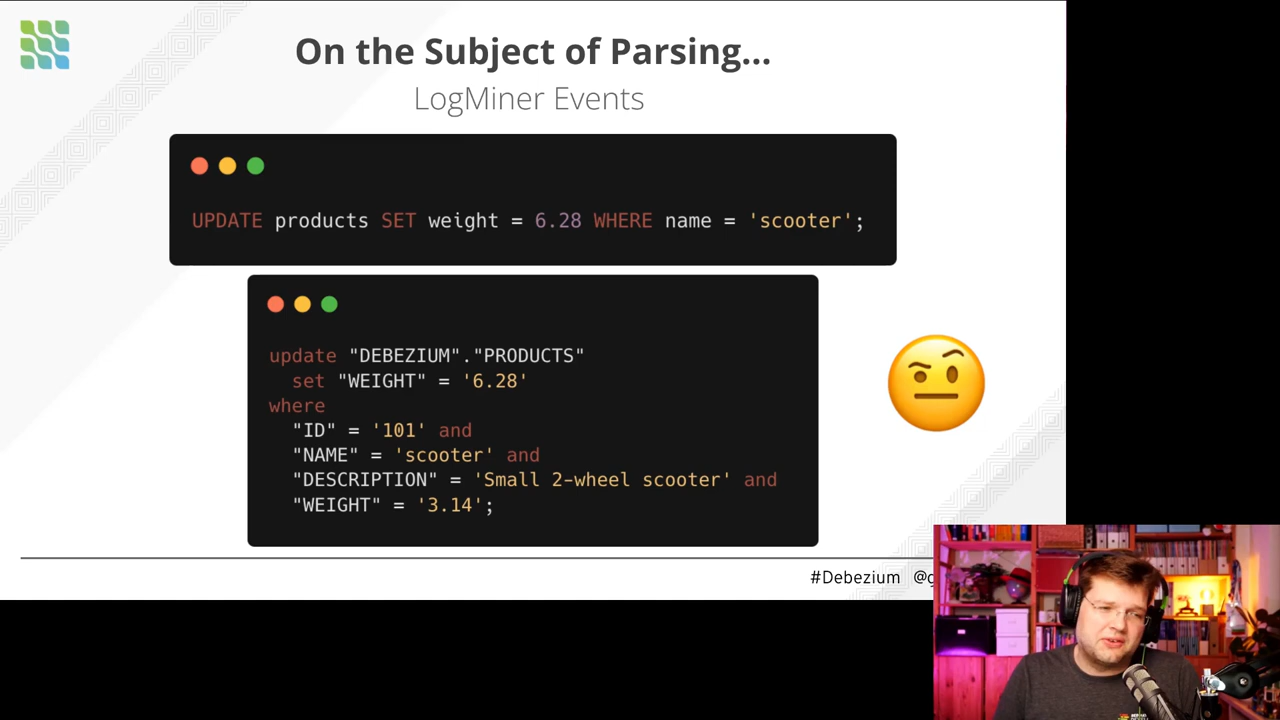 On the Subject of Parsing...
LogMiner Events
UPDATE products SET weight = 6.28 WHERE name = 'scooter';
update "DEBEZIUM"."PRODUCTS"
set "WEIGHT" = '6.28'
where
"ID" = '101' and
"NAME" = 'scooter' and
"DESCRIPTION" = 'Small 2-wheel scooter' and
"WEIGHT" = '3.14';
#Debezium @g